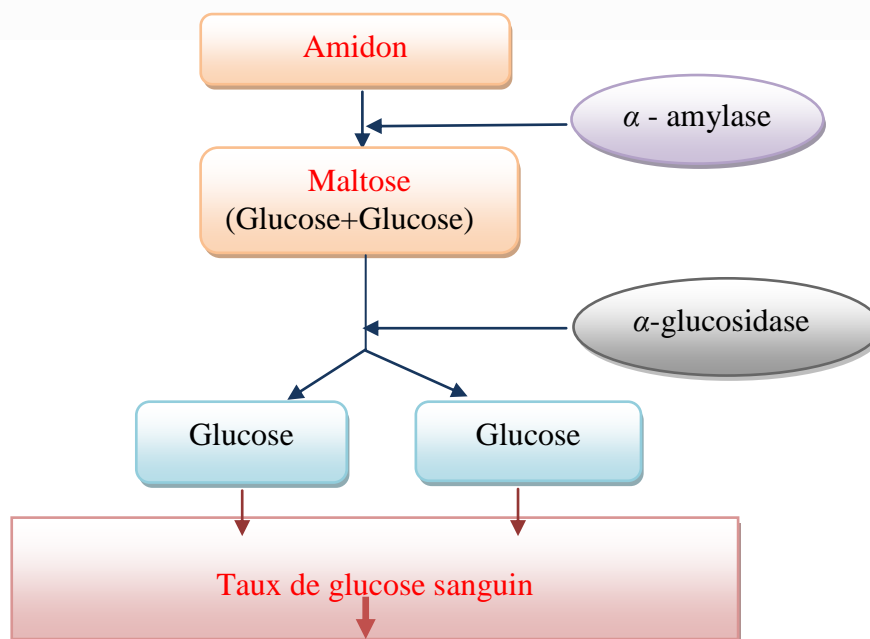 Amidon
α - amylase
Maltose
(Glucose+Glucose)
α-glucosidase
Glucose
Glucose
Taux de glucose sanguin